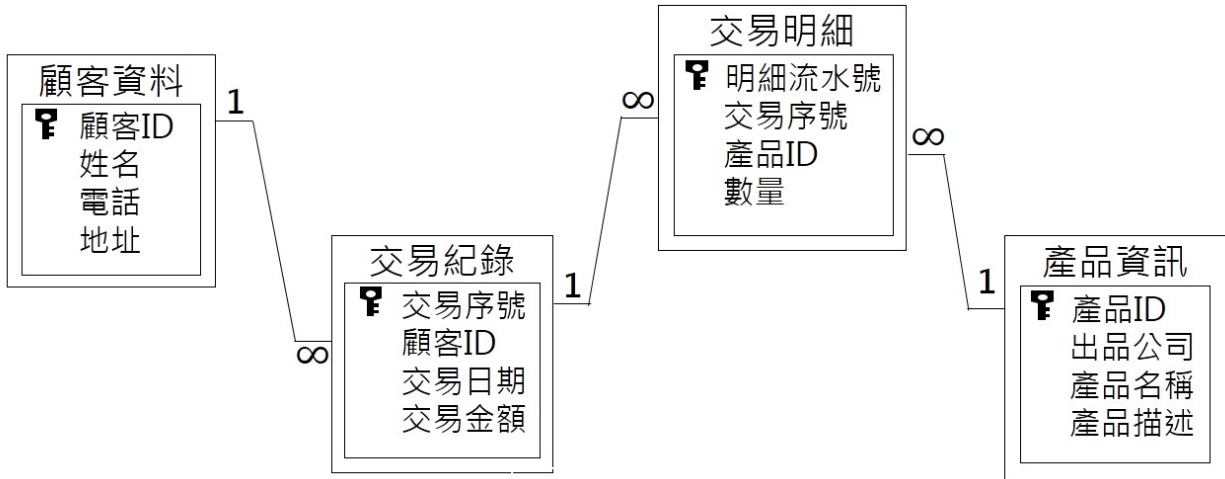 顧客資料
顧客ID
姓名
電話
地址
1
∞
交易紀錄
交易序號
顧客ID
交易日期
交易金額
1
∞
交易明細
明細流水號
交易序號
產品ID
數量
∞
1
產品資訊
產品ID
出品公司
產品名稱
產品描述